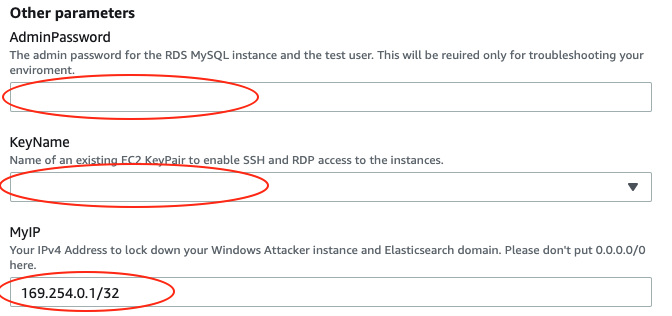 Other parameters
AdminPassword
The admin password for the RDS MySQL instance and the test user. This will be reuired only for troubleshooting your
enviroment.
KeyName
Name of an existing EC2 KeyPair to enable SSH and RDP access to the instances.
MyIP
Your IPv4 Address to lock down your Windows Attacker instance and Elasticsearch domain. Please don't put 0.0.0.0/0
here.
169.254.0.1/32